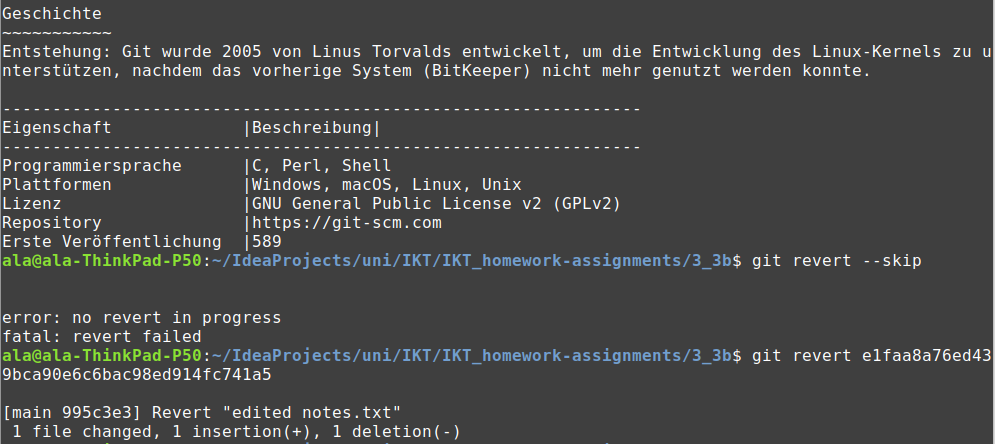 Geschichte
~~~~~~~~~~~
Entstehung: Git wurde 2005 von Linus Torvalds entwickelt, um die Entwicklung des Linux-Kernels zu u
nterstützen, nachdem das vorherige System (BitKeeper) nicht mehr genutzt werden konnte.
----------------------------------------------------------------
Eigenschaft             |Beschreibung|
----------------------------------------------------------------
Programmiersprache      |C, Perl, Shell
Plattformen             |Windows, macOS, Linux, Unix
Lizenz                  |GNU General Public License v2 (GPLv2)
Repository              |https://git-scm.com
Erste Veröffentlichung  |589
ala@ala-ThinkPad-P50:~/IdeaProjects/uni/IKT/IKT_homework-assignments/3_3b$ git revert --skip
error: no revert in progress
fatal: revert failed
ala@ala-ThinkPad-P50:~/IdeaProjects/uni/IKT/IKT_homework-assignments/3_3b$ git revert e1faa8a76ed43
9bca90e6c6bac98ed914fc741a5
[main 995c3e3] Revert "edited notes.txt"
 1 file changed, 1 insertion(+), 1 deletion(-)